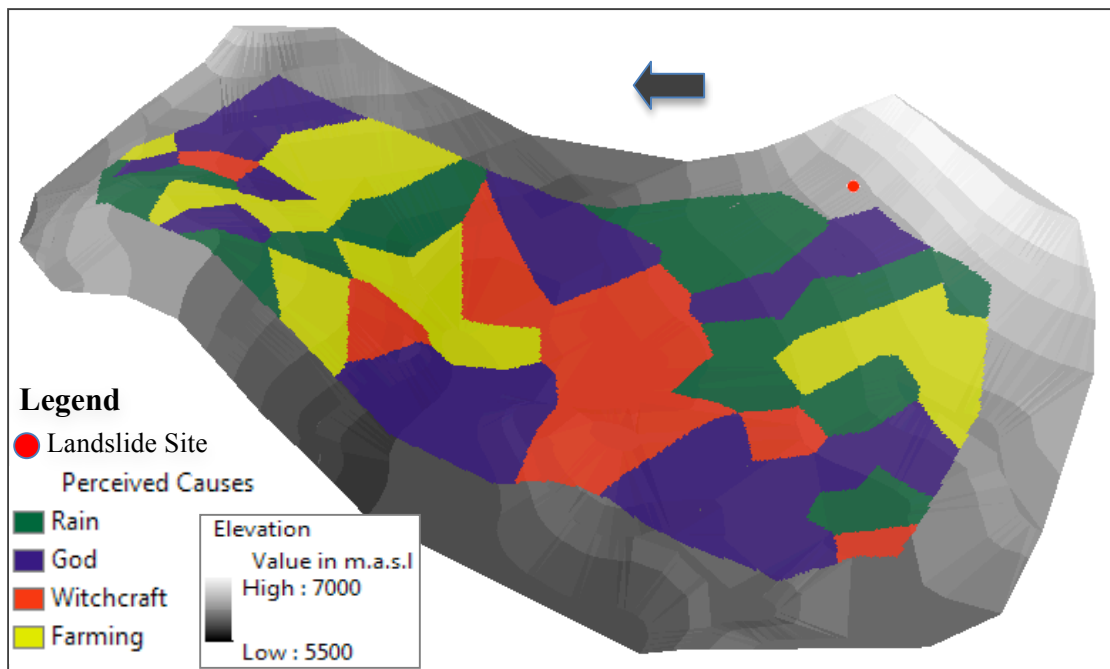 Legend
Landslide Site
Perceived Causes
Rain
God
Witchcraft
Farming
Elevation
Value in m.a.s.l
High : 7000
Low : 5500